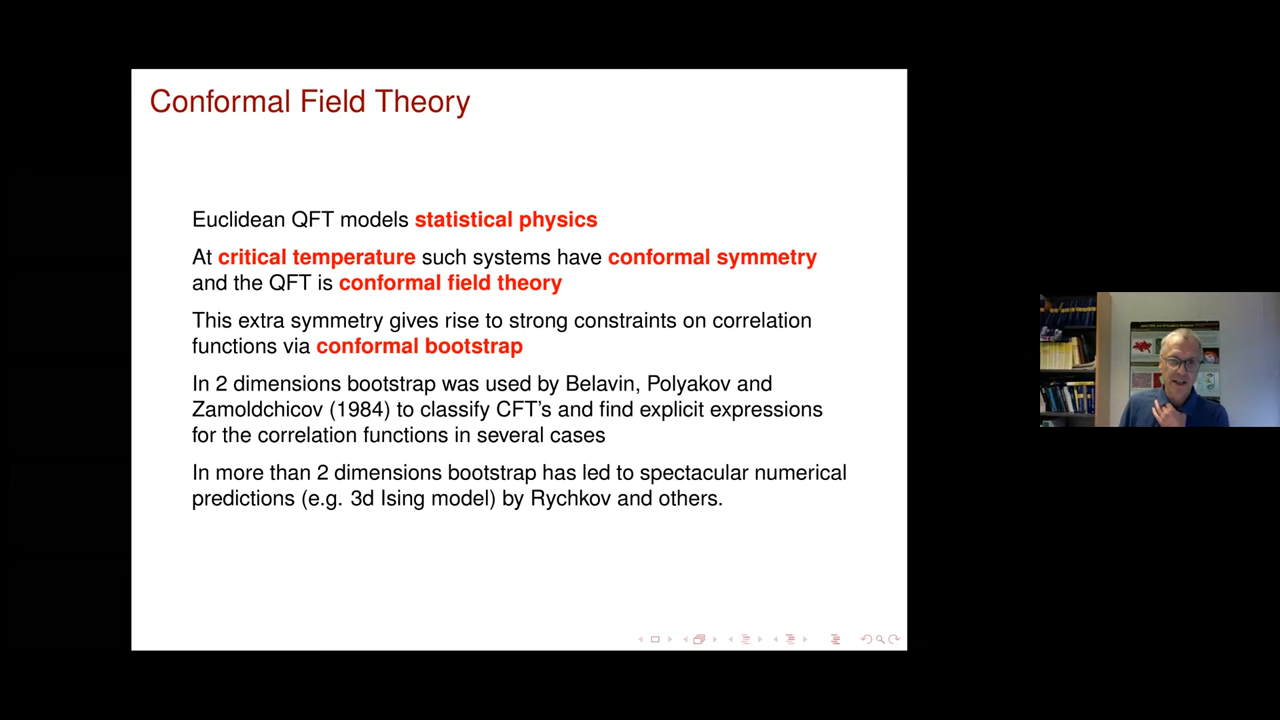 Conformal Field Theory
Euclidean QFT models statistical physics
At critical temperature such systems have conformal symmetry
and the QFT is conformal field theory
This extra symmetry gives rise to strong constraints on correlation
functions via conformal bootstrap
In 2 dimensions bootstrap was used by Belavin, Polyakov and
Zamoldchicov (1984) to classify CFT's and find explicit expressions
for the correlation functions in several cases
In more than 2 dimensions bootstrap has led to spectacular numerical
predictions (e.g. 3d Ising model) by Rychkov and others.